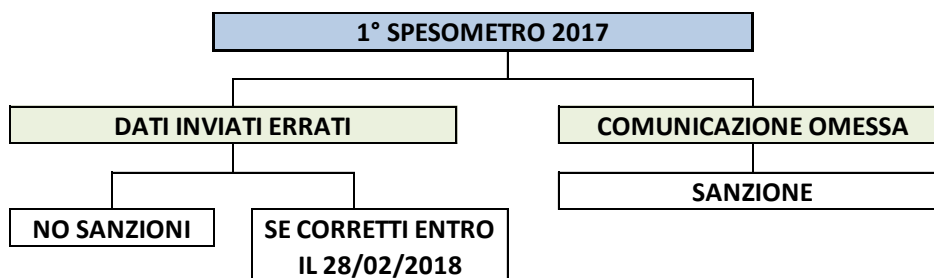 1° SPESOMETRO 2017
DATI INVIATI ERRATI
COMUNICAZIONE OMESSA
NO SANZIONI
SE CORRETTI ENTRO
IL 28/02/2018
SANZIONE